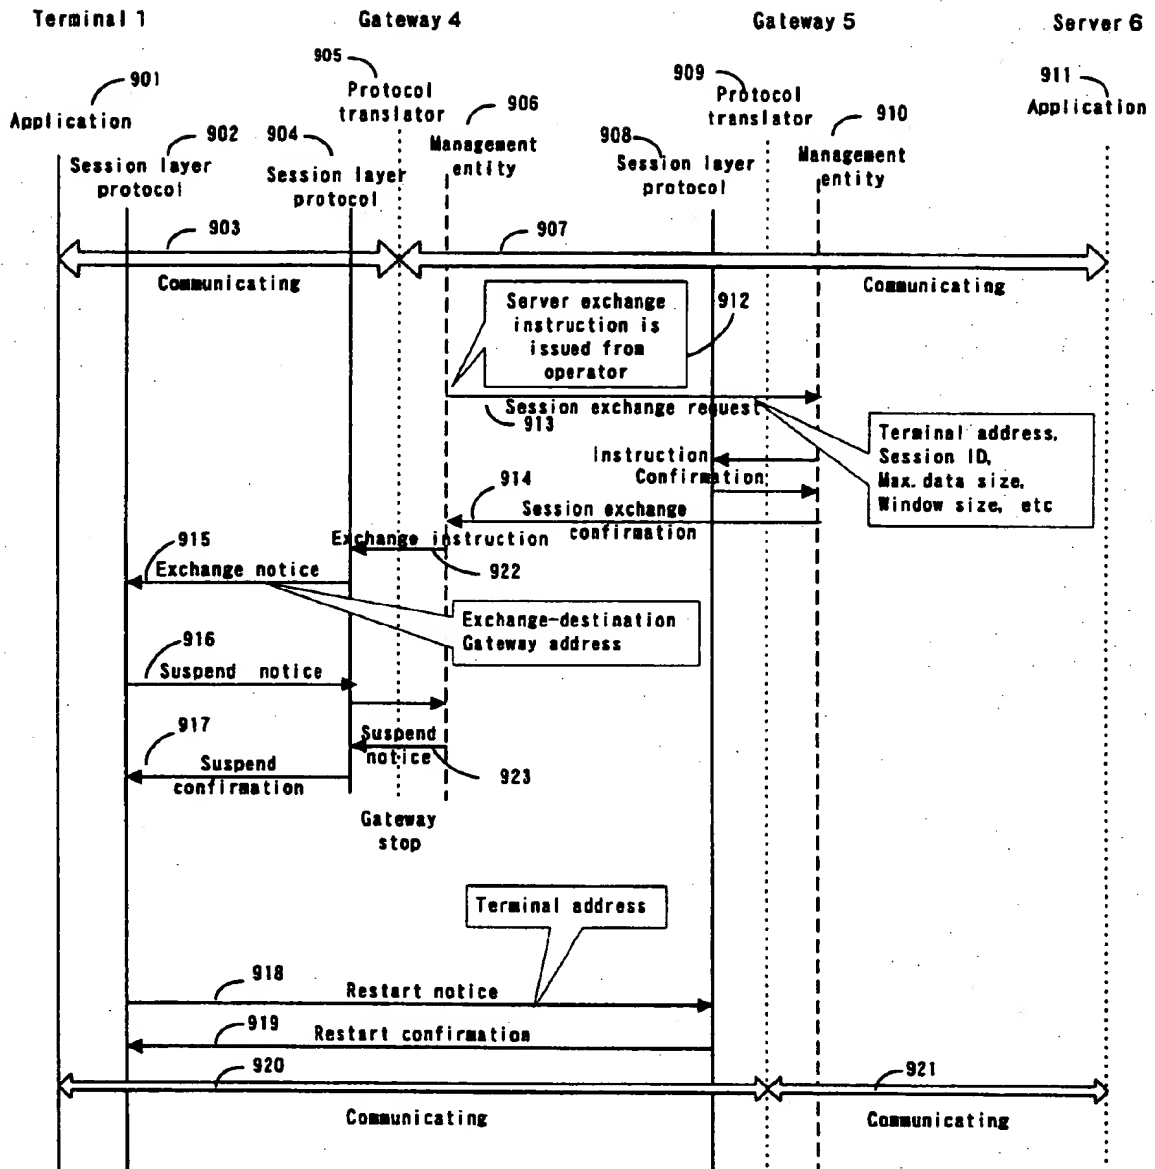 Terminal 1
Gateway 4
Gateway 5
Server 6
901
905
909
911
Application
Protocol
translator
906
Protocol
translator
910
Application
902
904
908
Session layer
protocol
Session layer
protocol
Management
entity
Session layer
protocol
Management
entity
903
907
Communicating
Communicating
Server exchange
instruction is
issued from
operator
912
Session exchange request
913
Terminal address,
Session ID,
Max. data size,
Window size, etc
Instruction
Confirmation
914
Session exchange
confirmation
915
Exchange instruction
922
Exchange notice
Exchange-destination
Gateway address
916
Suspend notice
917
Suspend
notice
923
Suspend
confirmation
Gateway
stop
Terminal address
918
Restart notice
919
Restart confirmation
920
921
Communicating
Communicating